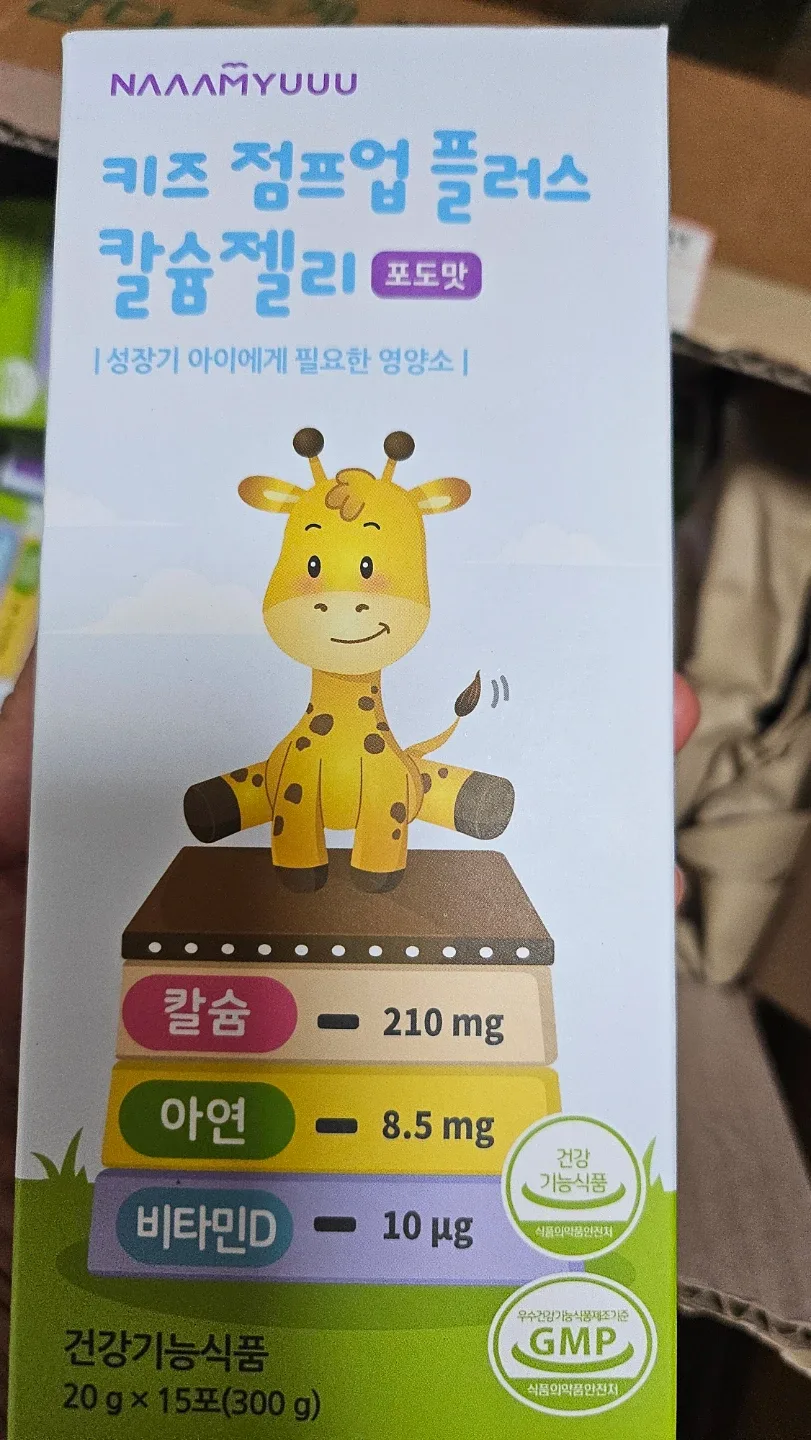 NAAAMYUUU
키즈 점프업 플러스
칼슘젤리 포도맛
| 성장기 아이에게 필요한 영양소 |
칼슘 - 210 mg
아연 - 8.5 mg
비타민D - 10 μg
건강
기능식품
식품의약품안전처
우수건강기능식품제조기준
GMP
식품의약품안전처
건강기능식품
20 g × 15포(300 g)